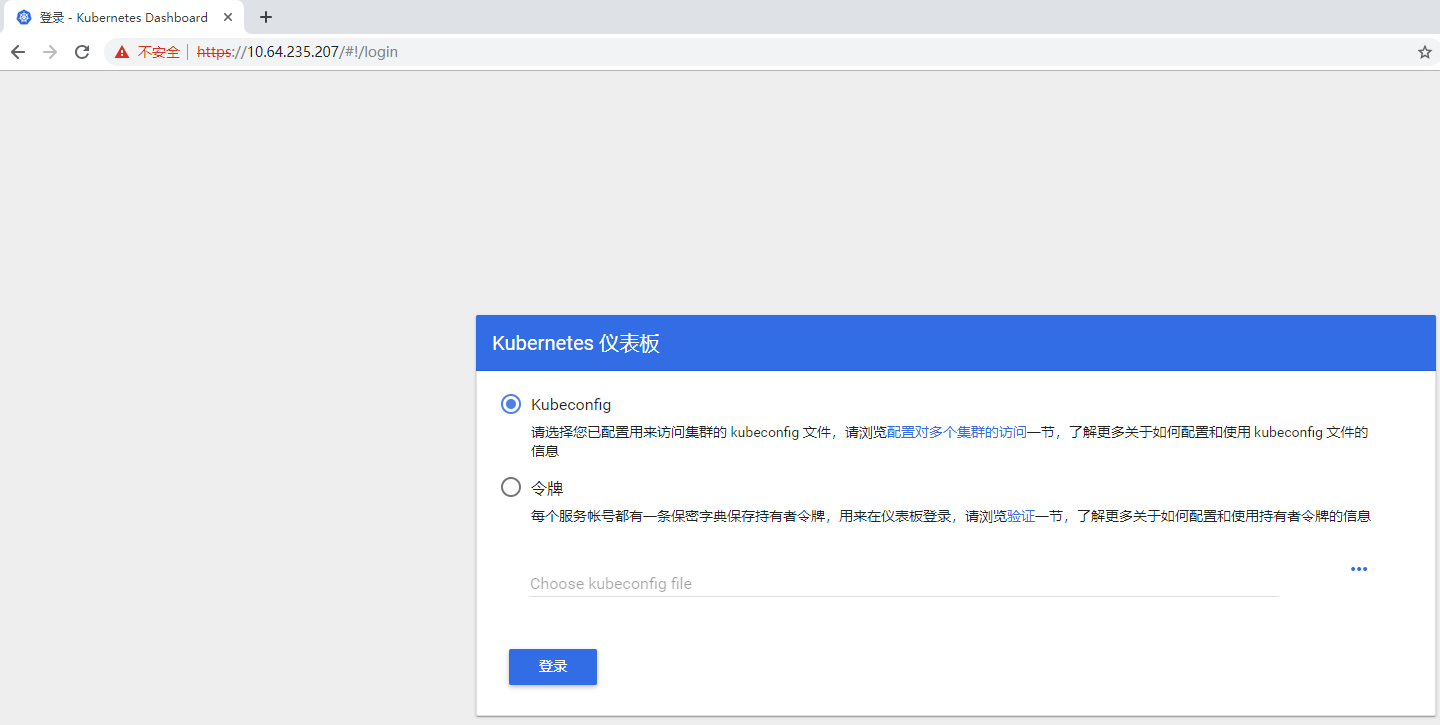 登录 - Kubernetes Dashboard
不安全 https://10.64.235.207/#!/login
Kubernetes 仪表板
Kubeconfig
请选择您已配置用来访问集群的 kubeconfig 文件，请浏览配置对多个集群的访问一节，了解更多关于如何配置和使用 kubeconfig 文件的
信息
令牌
每个服务帐号都有一条保密字典保存持有者令牌，用来在仪表板登录，请浏览验证一节，了解更多关于如何配置和使用持有者令牌的信息
Choose kubeconfig file
登录